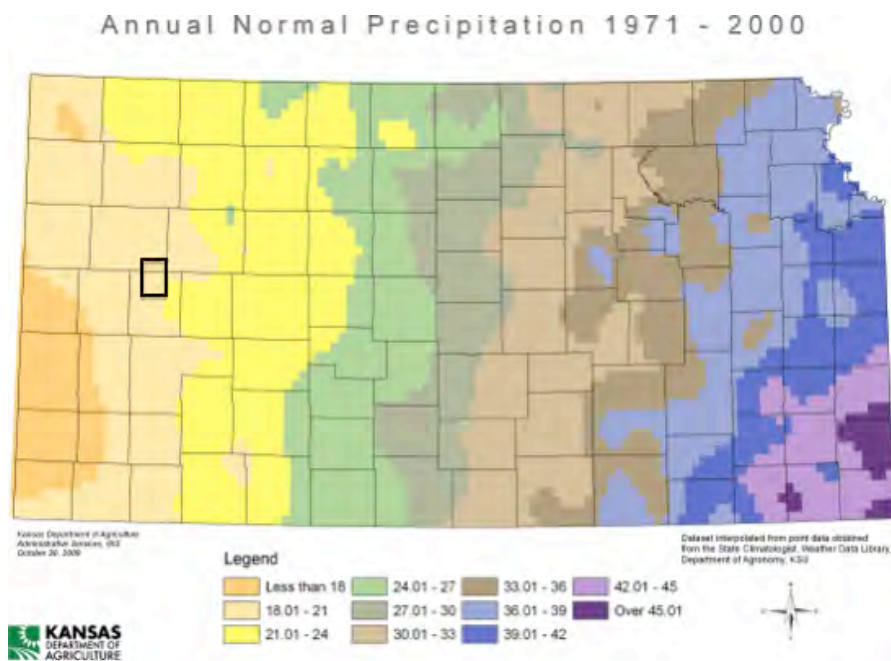 Annual Normal Precipitation 1971 - 2000
Kansas Department of Agriculture
Administrative Services, GIS
October 20, 2009
Dataset interpolated from point data obtained
from the State Climatologist, Weather Data Library,
Department of Agronomy, KSU
Legend
Less than 18
18.01 - 21
21.01 - 24
24.01 - 27
27.01 - 30
30.01 - 33
33.01 - 36
36.01 - 39
39.01 - 42
42.01 - 45
Over 45.01
KANSAS
DEPARTMENT OF
AGRICULTURE